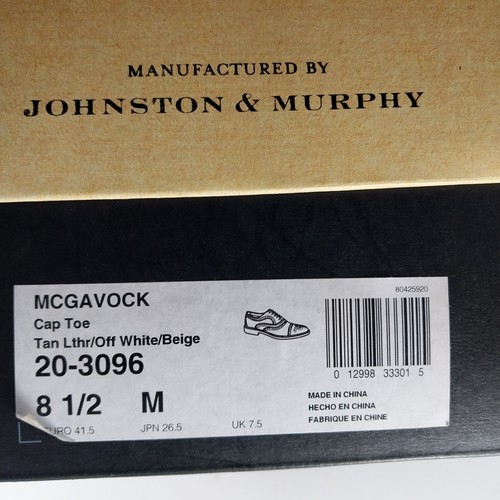 MANUFACTURED BY
JOHNSTON & MURPHY
80425920
MCGAVOCK
Cap Toe
Tan Lthr/Off White/Beige
20-3096
0 12998 33301 5
8 1/2 M
MADE IN CHINA
HECHO EN CHINA
FABRIQUE EN CHINE
EURO 41.5 JPN 26.5 UK 7.5